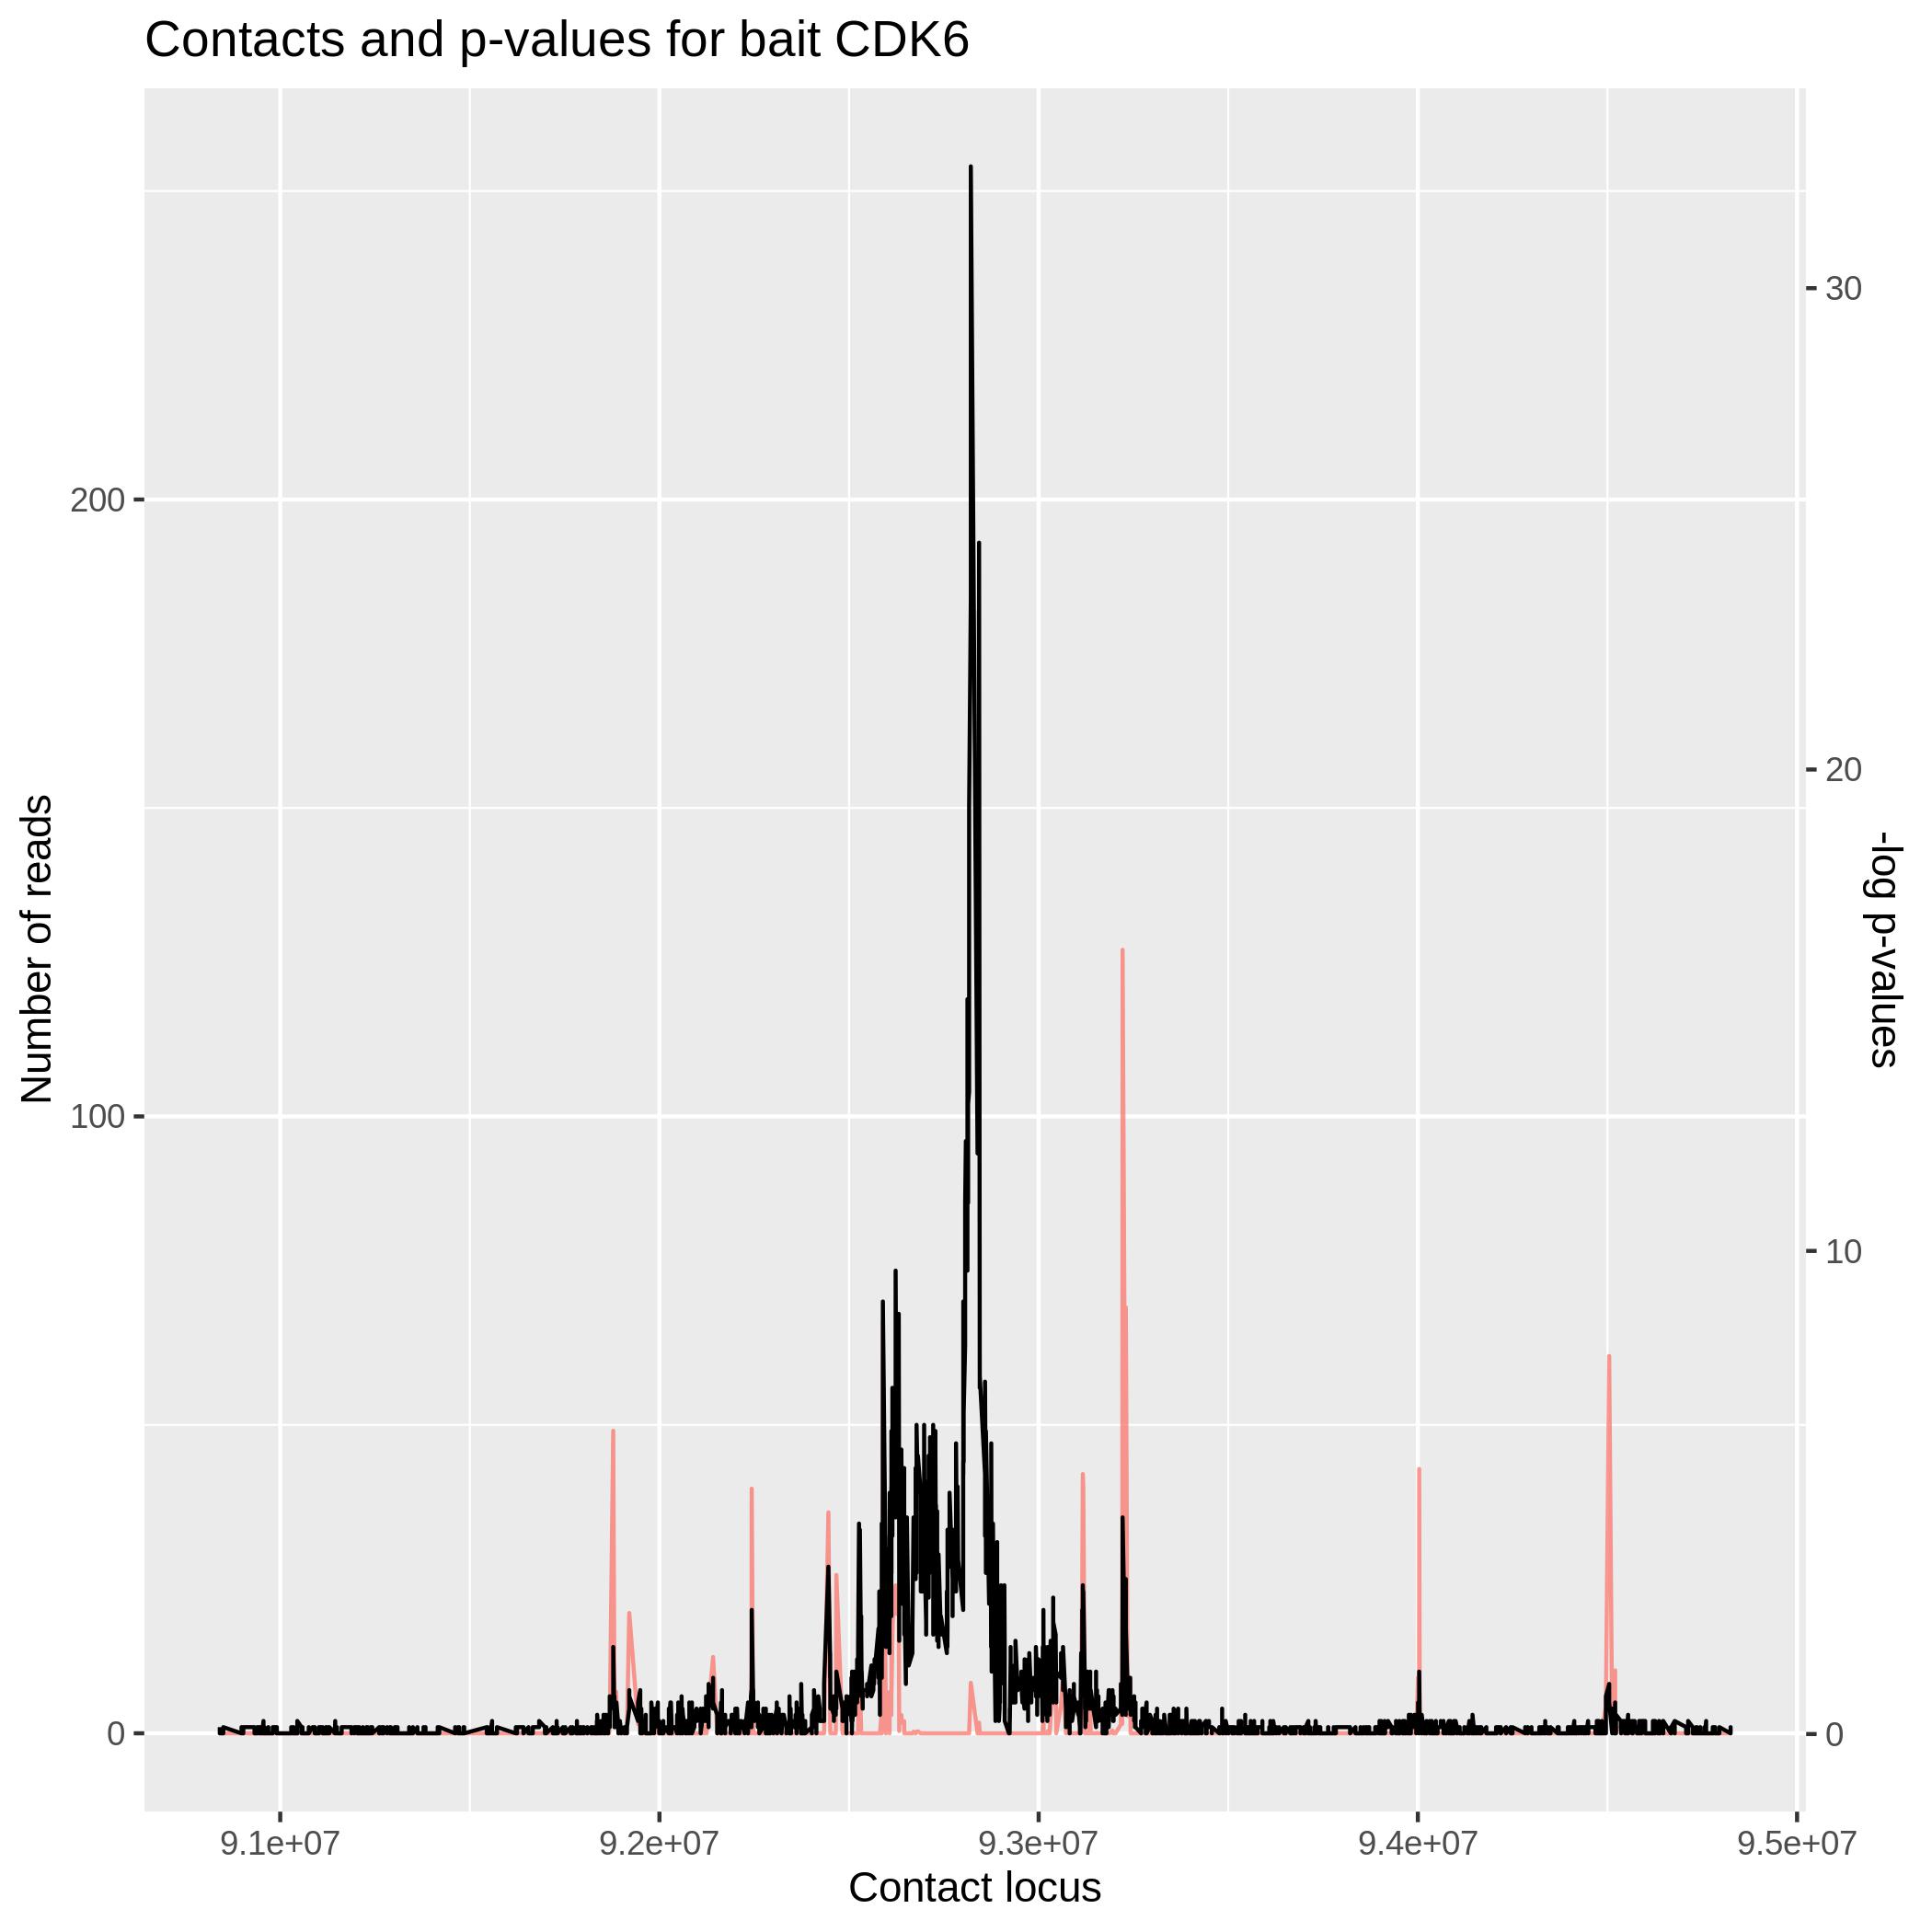 Contacts and p-values for bait CDK6
Number of reads
200
100
0
30
20
10
0
-log p-values
9.1e+07 9.2e+07 9.3e+07 9.4e+07 9.5e+07
Contact locus